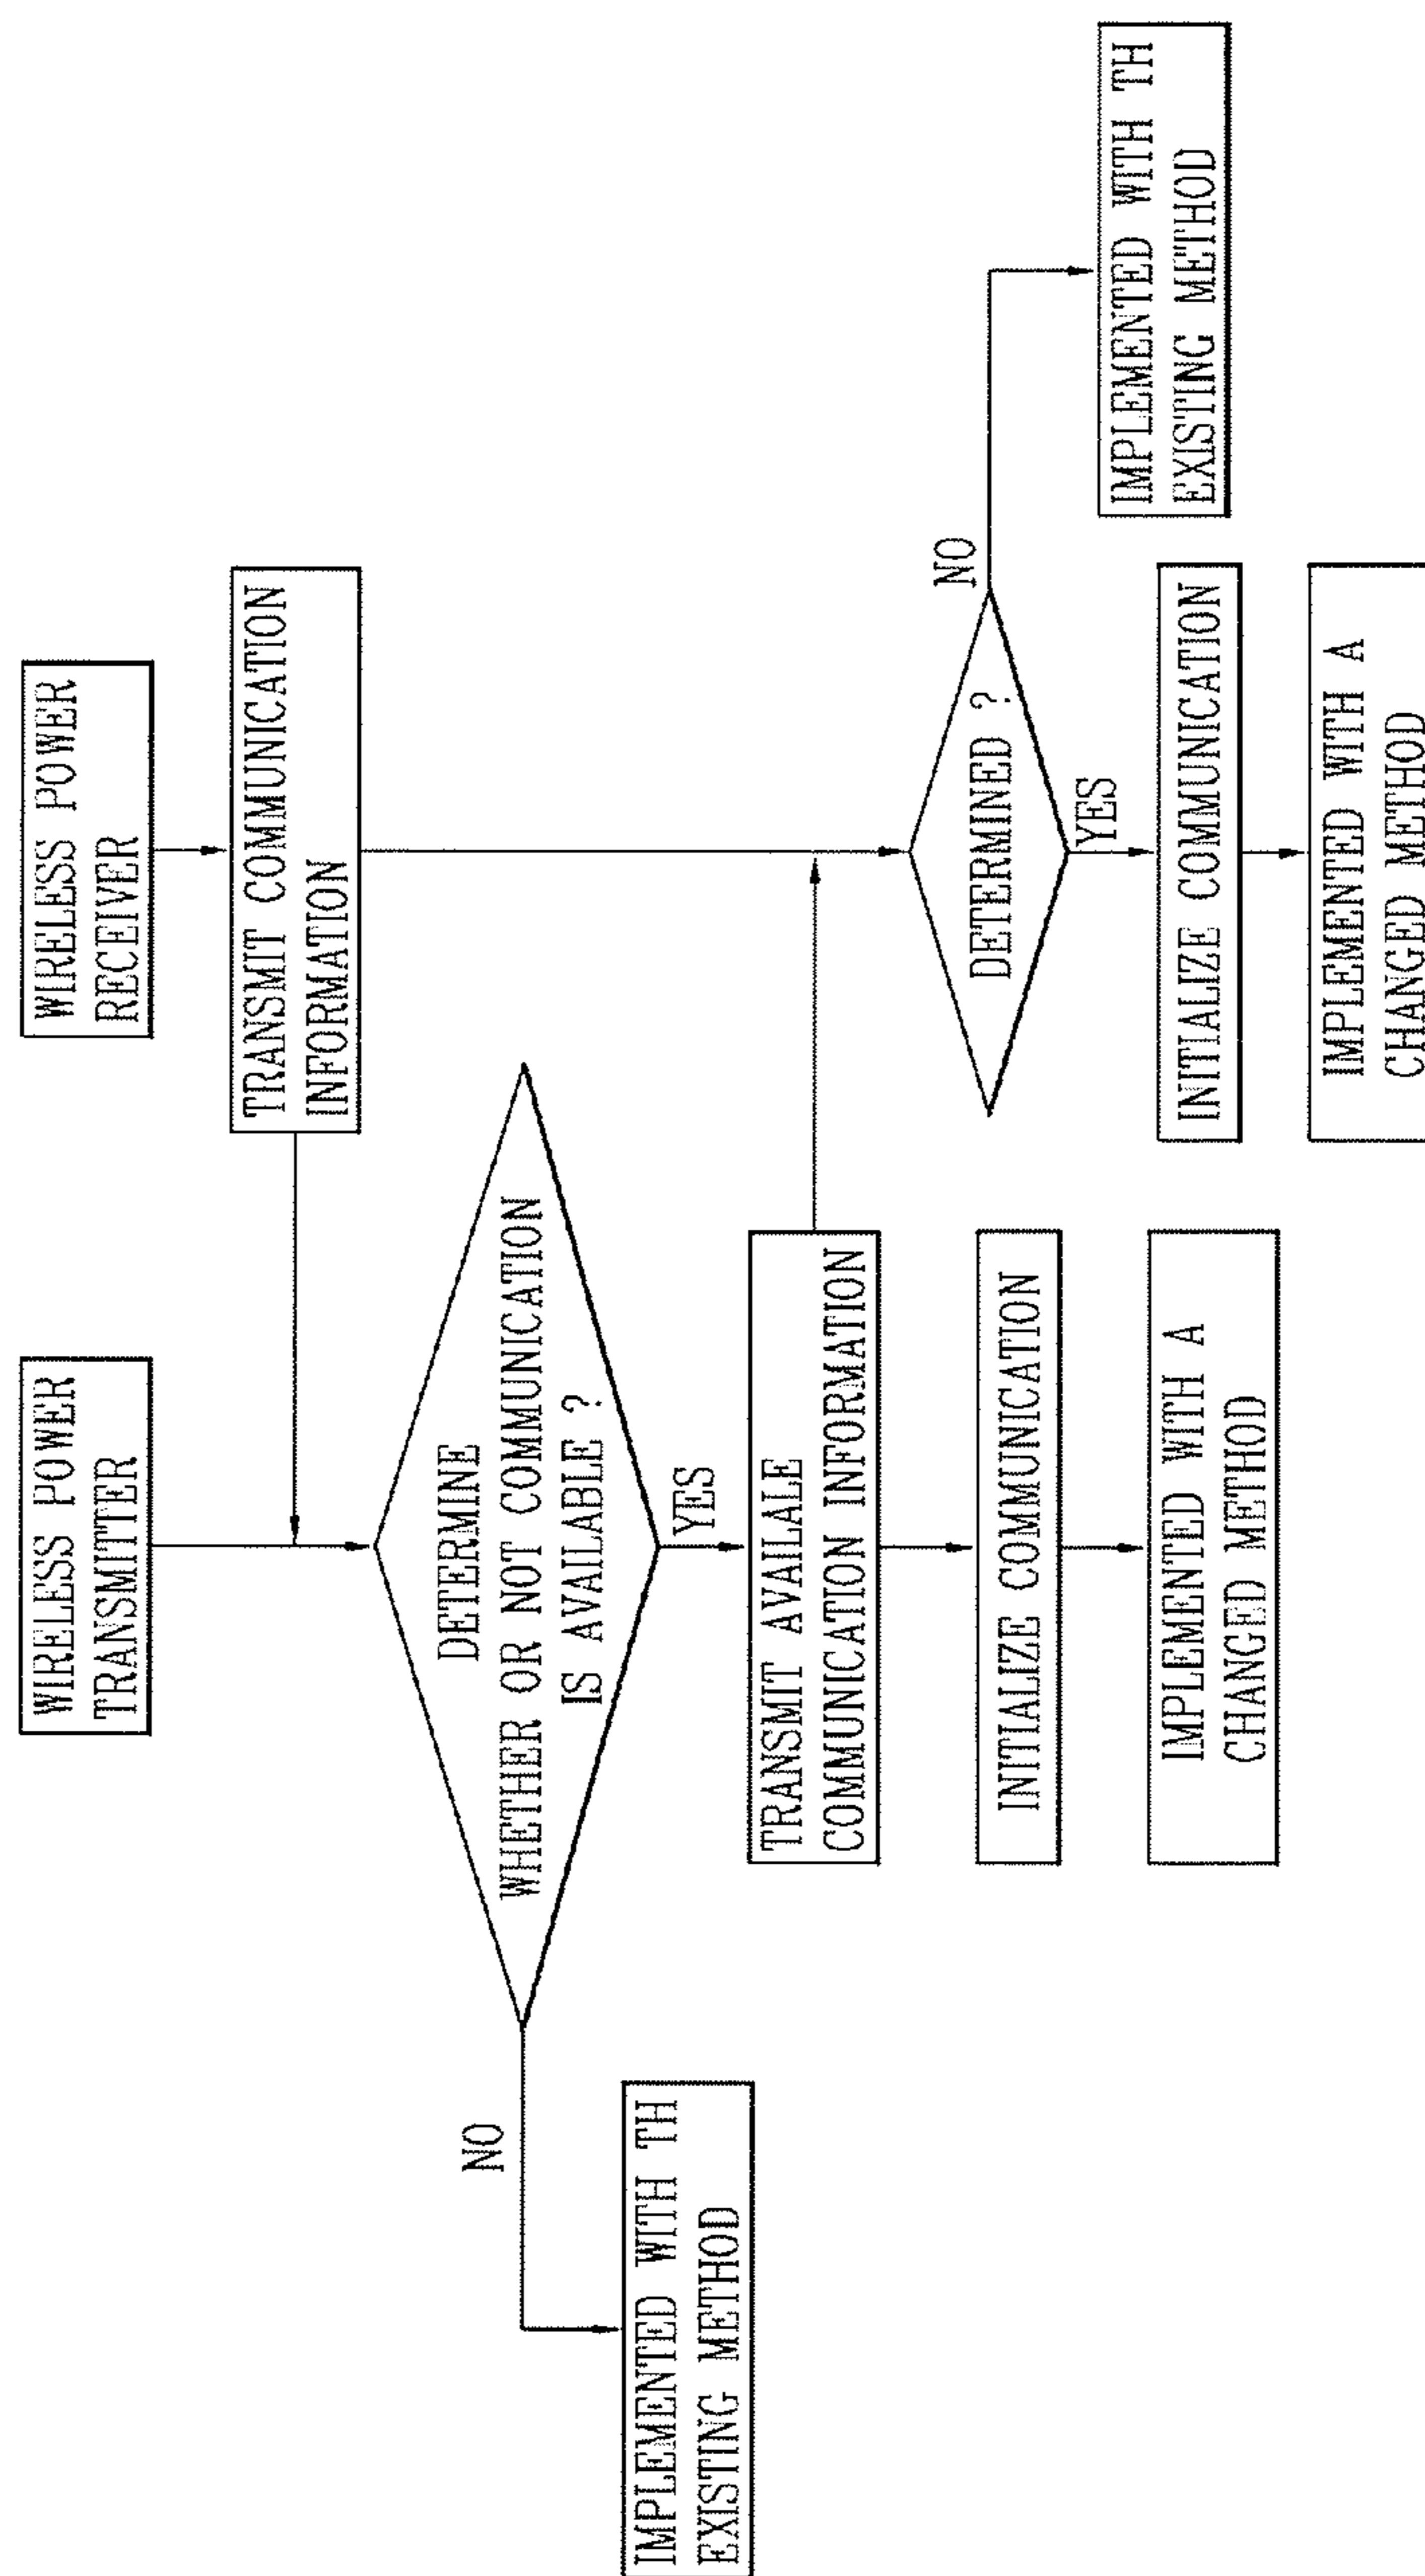 WIRELESS POWER
TRANSMITTER
WIRELESS POWER
RECEIVER
TRANSMIT COMMUNICATION
INFORMATION
DETERMINE
WHETHER OR NOT COMMUNICATION
IS AVAILABLE ?
NO
YES
IMPLEMENTED WITH TH
EXISTING METHOD
TRANSMIT AVAILALE
COMMUNICATION INFORMATION
DETERMINED ?
NO
YES
INITIALIZE COMMUNICATION
IMPLEMENTED WITH A
CHANGED METHOD
IMPLEMENTED WITH TH
EXISTING METHOD
INITIALIZE COMMUNICATION
IMPLEMENTED WITH A
CHANGED METHOD